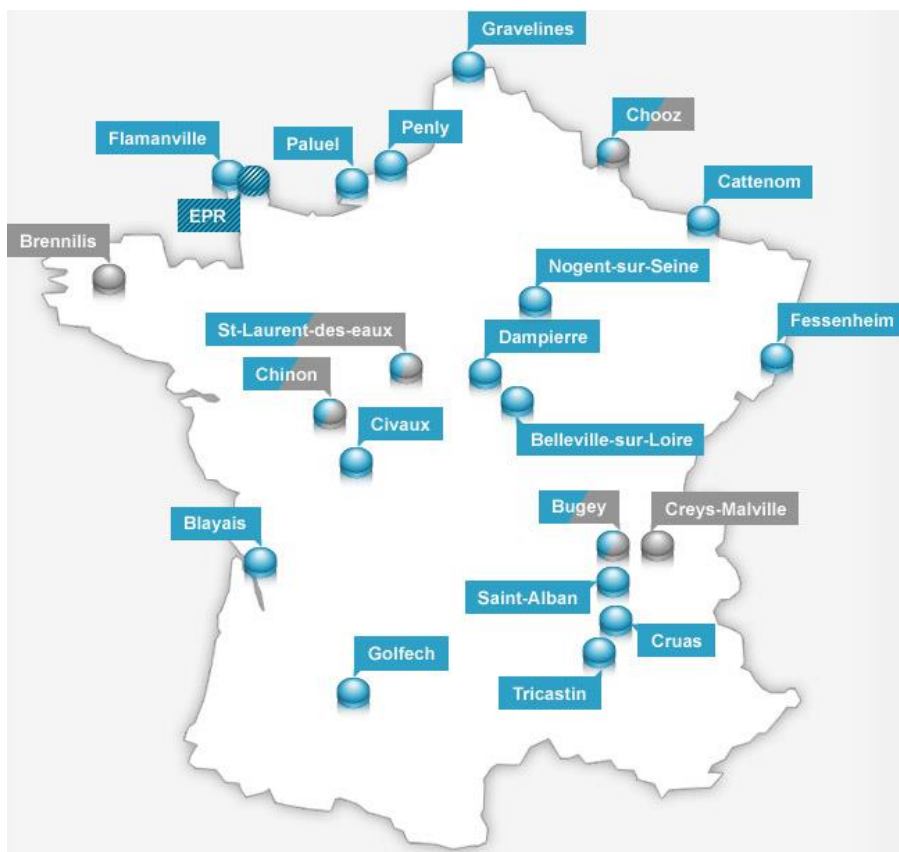 Gravelines
Chooz
Flamanville
Paluel
Penly
Cattenom
EPR
Brennilis
Nogent-sur-Seine
St-Laurent-des-eaux
Dampierre
Fessenheim
Chinon
Civaux
Belleville-sur-Loire
Bugey
Creys-Malville
Blayais
Saint-Alban
Cruas
Golfech
Tricastin